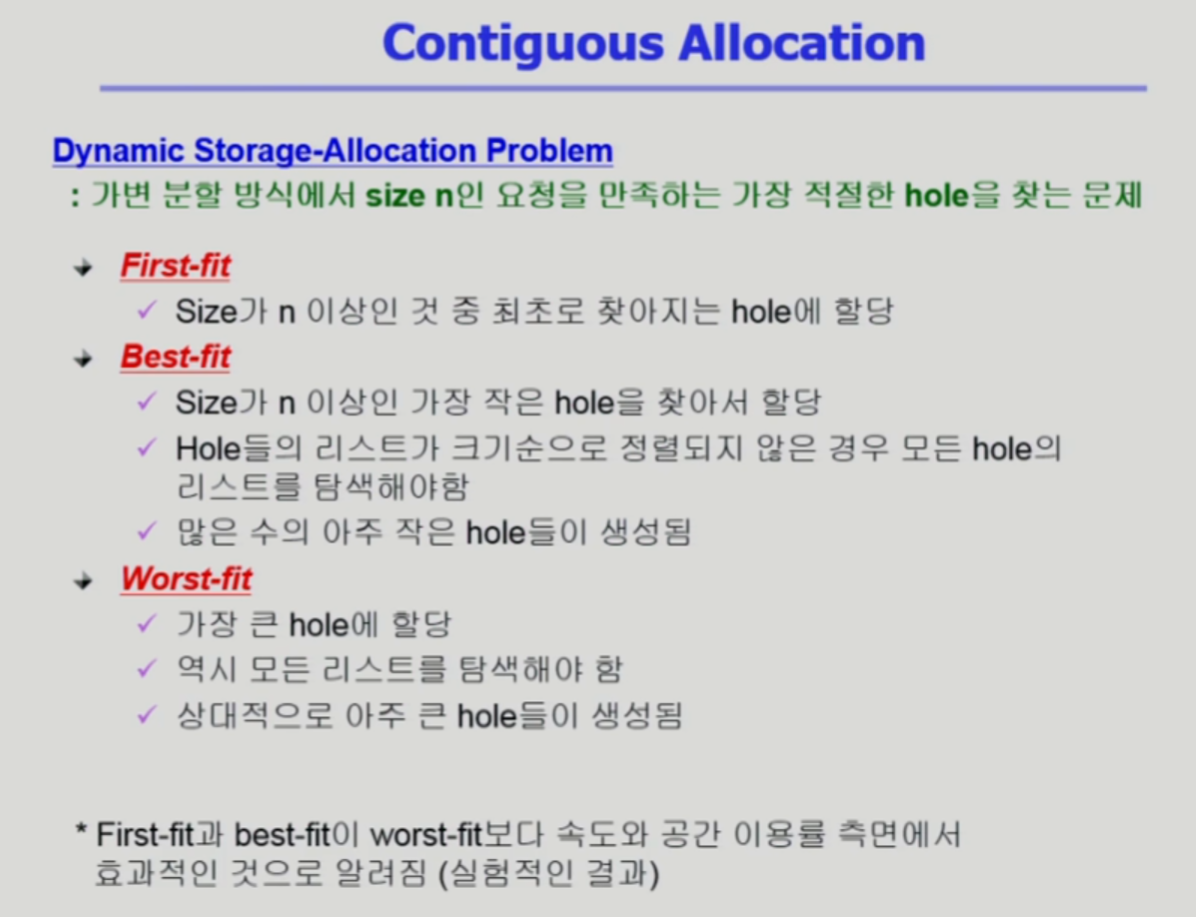 Contiguous Allocation
Dynamic Storage-Allocation Problem
: 가변 분할 방식에서 size n인 요청을 만족하는 가장 적절한 hole을 찾는 문제
First-fit
✓ Size가 n 이상인 것 중 최초로 찾아지는 hole에 할당
Best-fit
✓ Size가 n 이상인 가장 작은 hole을 찾아서 할당
✓ Hole들의 리스트가 크기순으로 정렬되지 않은 경우 모든 hole의
리스트를 탐색해야함
✓ 많은 수의 아주 작은 hole들이 생성됨
Worst-fit
✓ 가장 큰 hole에 할당
✓ 역시 모든 리스트를 탐색해야 함
✓ 상대적으로 아주 큰 hole들이 생성됨
* First-fit과 best-fit이 worst-fit보다 속도와 공간 이용률 측면에서
효과적인 것으로 알려짐 (실험적인 결과)